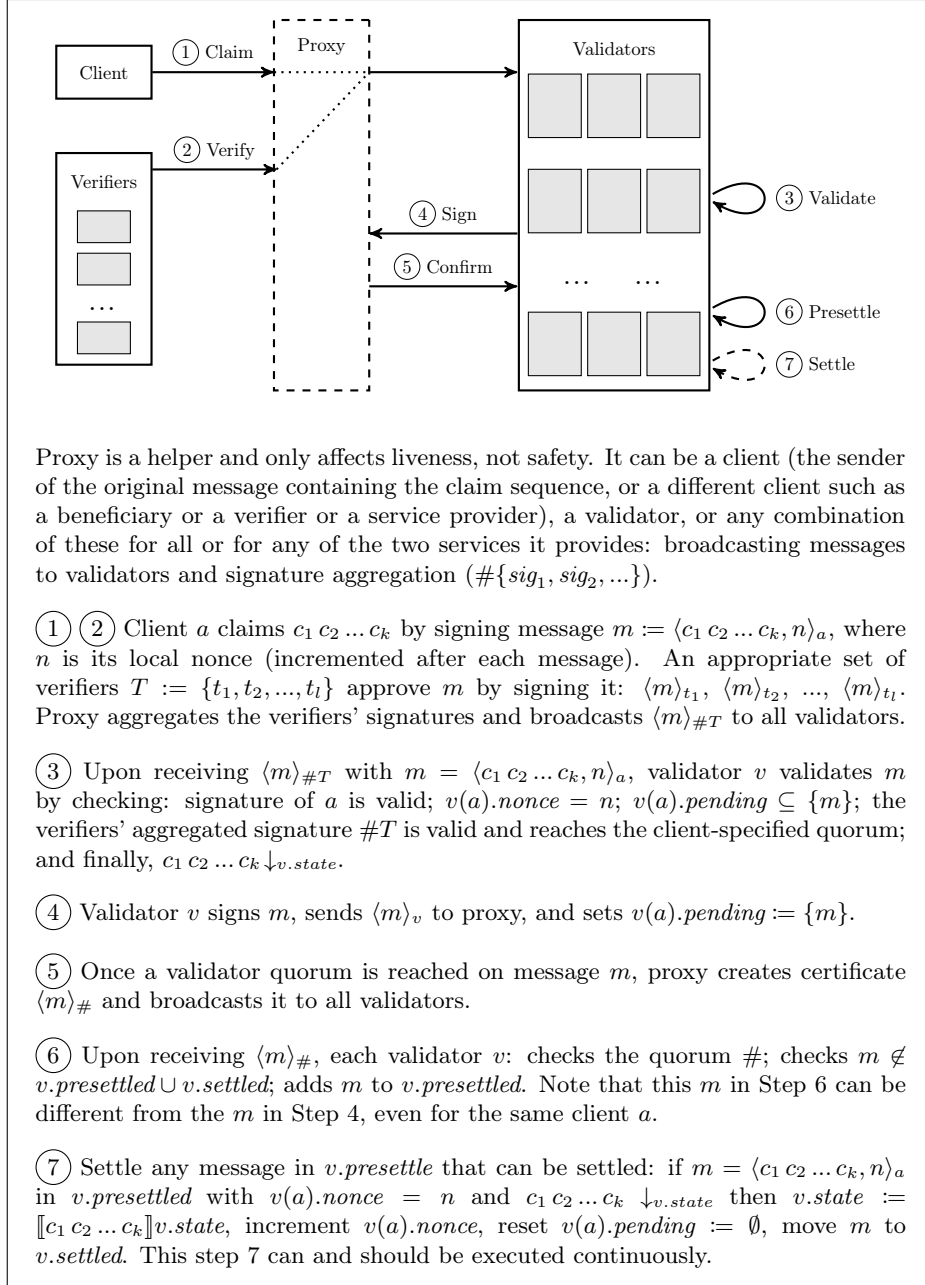 ① Claim
Proxy
Validators
Client
② Verify
Verifiers
③ Validate
④ Sign
⑤ Confirm
...
... ...
⑥ Presettle
⑦ Settle
Proxy is a helper and only affects liveness, not safety. It can be a client (the sender
of the original message containing the claim sequence, or a different client such as
a beneficiary or a verifier or a service provider), a validator, or any combination
of these for all or for any of the two services it provides: broadcasting messages
to validators and signature aggregation (#{sig₁, sig₂, ...}).
① ② Client a claims c₁ c₂ ... cₖ by signing message m := ⟨c₁ c₂ ... cₖ, n⟩ₐ, where
n is its local nonce (incremented after each message). An appropriate set of
verifiers T := {t₁, t₂, ..., tₗ} approve m by signing it: ⟨m⟩_{t₁}, ⟨m⟩_{t₂}, ..., ⟨m⟩_{tₗ}.
Proxy aggregates the verifiers' signatures and broadcasts ⟨m⟩_{#T} to all validators.
③ Upon receiving ⟨m⟩_{#T} with m = ⟨c₁ c₂ ... cₖ, n⟩ₐ, validator v validates m
by checking: signature of a is valid; v(a).nonce = n; v(a).pending ⊆ {m}; the
verifiers' aggregated signature #T is valid and reaches the client-specified quorum;
and finally, c₁ c₂ ... cₖ ↓_{v.state}.
④ Validator v signs m, sends ⟨m⟩ᵥ to proxy, and sets v(a).pending := {m}.
⑤ Once a validator quorum is reached on message m, proxy creates certificate
⟨m⟩_# and broadcasts it to all validators.
⑥ Upon receiving ⟨m⟩_#, each validator v: checks the quorum #; checks m ∉
v.presettled ∪ v.settled; adds m to v.presettled. Note that this m in Step 6 can be
different from the m in Step 4, even for the same client a.
⑦ Settle any message in v.presettle that can be settled: if m = ⟨c₁ c₂ ... cₖ, n⟩ₐ
in v.presettled with v(a).nonce = n and c₁ c₂ ... cₖ ↓_{v.state} then v.state :=
⟦c₁ c₂ ... cₖ⟧v.state, increment v(a).nonce, reset v(a).pending := ∅, move m to
v.settled. This step 7 can and should be executed continuously.